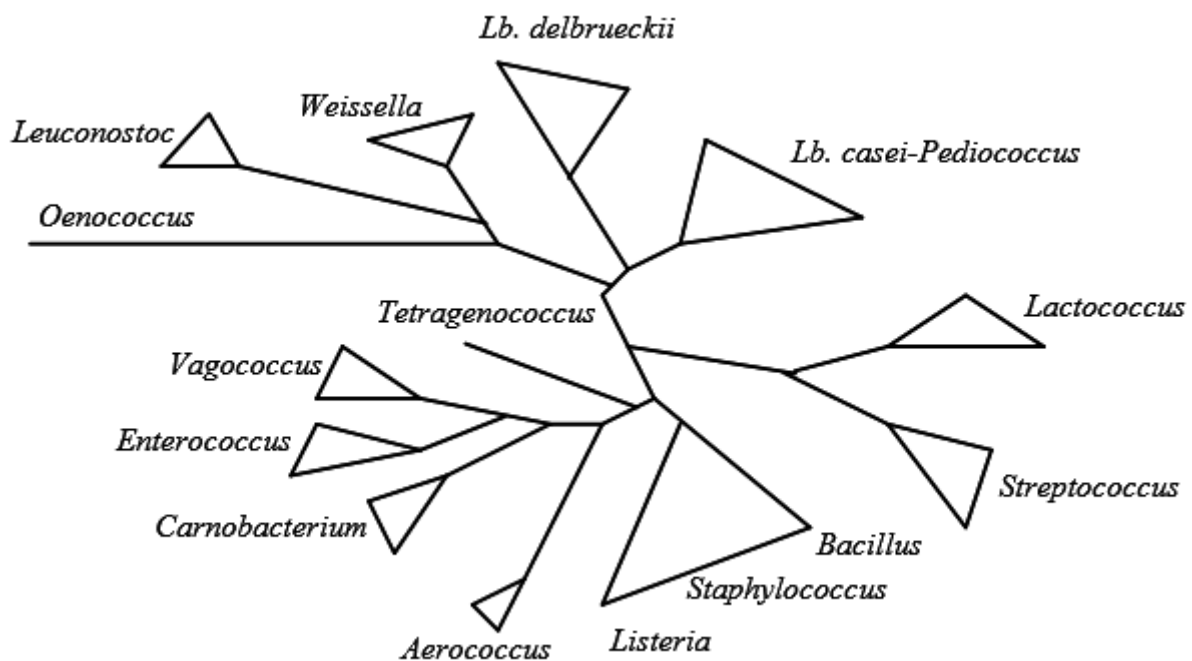 Lb. delbrueckii
Weissella
Leuconostoc
Lb. casei-Pediococcus
Oenococcus
Lactococcus
Tetragenococcus
Vagococcus
Enterococcus
Streptococcus
Carnobacterium
Bacillus
Staphylococcus
Listeria
Aerococcus